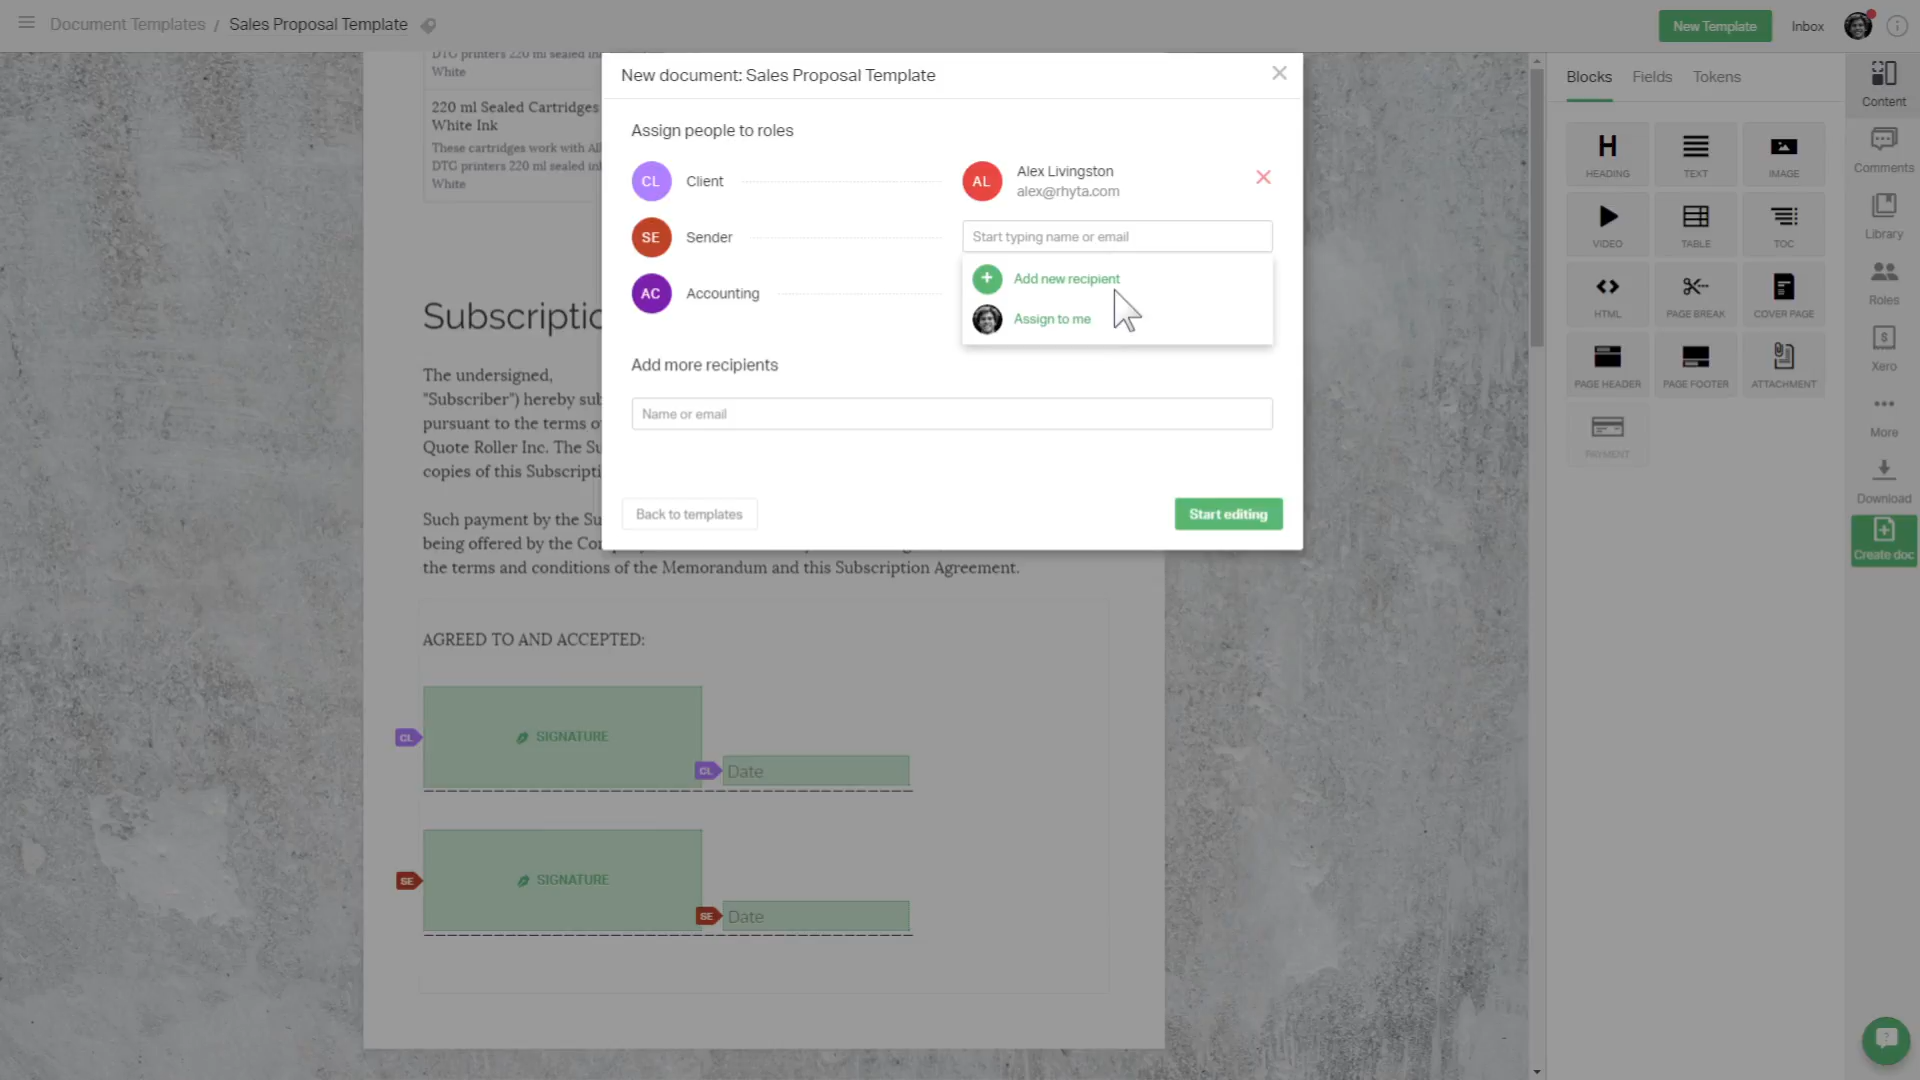 Document Templates / Sales Proposal Template
New Template
Inbox
DTG printers 220 ml sealed in
White
220 ml Sealed Cartridges
White Ink
These cartridges work with Al
DTG printers 220 ml sealed in
White
New document: Sales Proposal Template
Assign people to roles
CL Client
AL Alex Livingston
alex@rhyta.com
SE Sender
Start typing name or email
AC Accounting
Add new recipient
Assign to me
Add more recipients
Name or email
Back to templates
Start editing
Subscriptio
The undersigned,
"Subscriber") hereby sub
pursuant to the terms o
Quote Roller Inc. The Su
copies of this Subscripti
Such payment by the Su
being offered by the Con
the terms and conditions of the Memorandum and this Subscription Agreement.
AGREED TO AND ACCEPTED:
CL SIGNATURE
CL Date
SE SIGNATURE
SE Date
Blocks Fields Tokens
HEADING TEXT IMAGE
VIDEO TABLE TOC
HTML PAGE BREAK COVER PAGE
PAGE HEADER PAGE FOOTER ATTACHMENT
PAYMENT
Content
Comments
Library
Roles
Xero
More
Download
Create doc